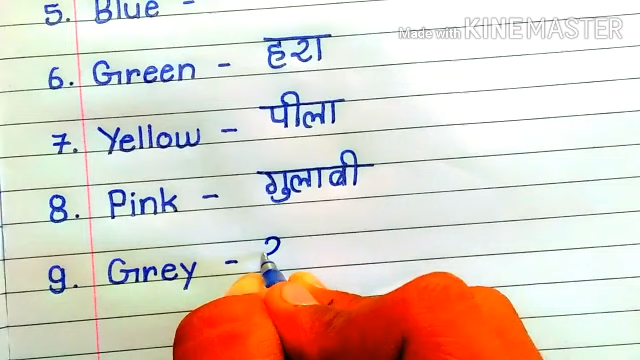 Made with KINEMASTER
5. Blue -
6. Green - हरा
7. Yellow - पीला
8. Pink - गुलाबी
9. Grey -